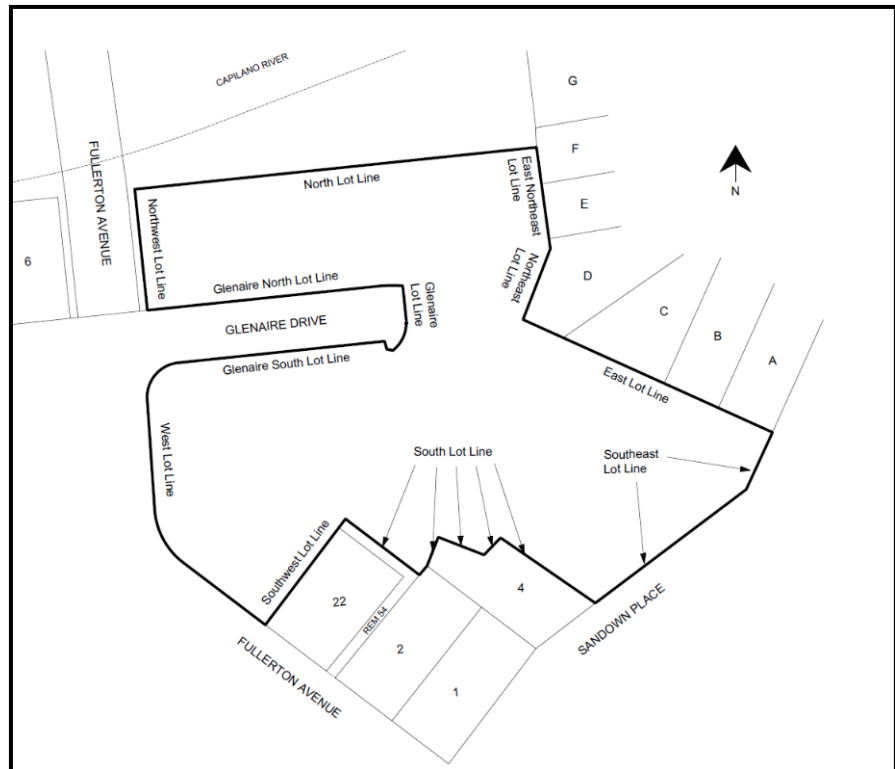 CAPILANO RIVER
G
FULLERTON AVENUE
F
N
North Lot Line
East Northeast
Lot Line
E
6
Northwest Lot Line
Northeast
Lot Line
D
Glenaire North Lot Line
Glenaire
Lot Line
C
GLENAIRE DRIVE
B
Glenaire South Lot Line
A
East Lot Line
West Lot Line
South Lot Line
Southeast
Lot Line
Southwest Lot Line
22
4
REM 54
2
SANDOWN PLACE
FULLERTON AVENUE
1